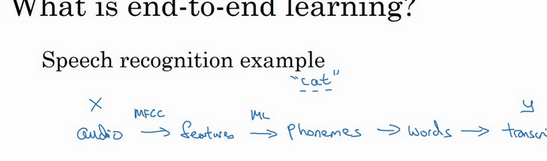 What is end-to-end learning?
Speech recognition example
"cat"
x y
MFCC ML
audio → features → Phonemes → words → transcri